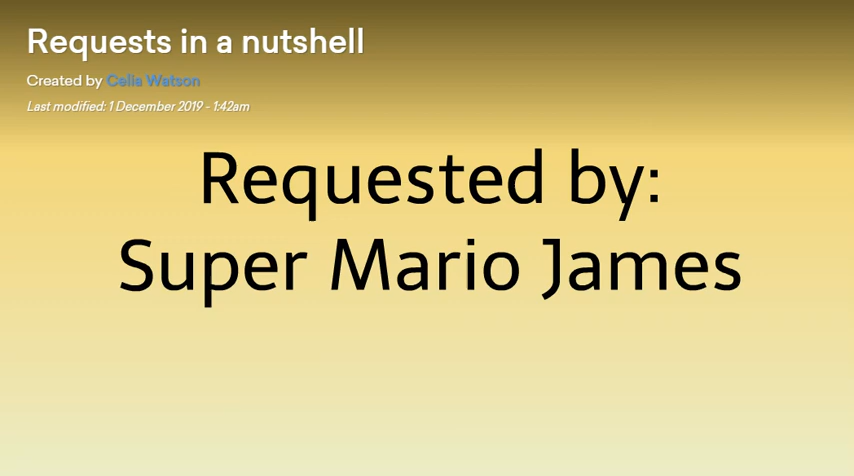 Requests in a nutshell
Created by Celia Watson
Last modified: 1 December 2019 - 1:42am
Requested by:
Super Mario James